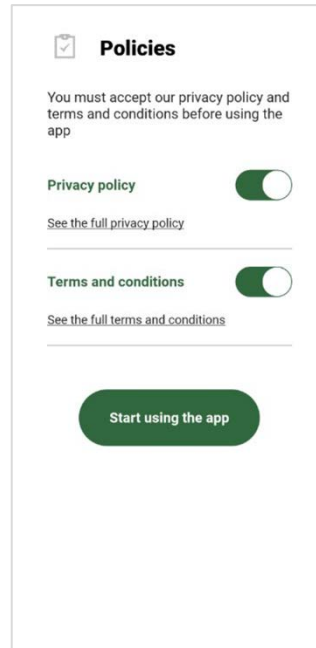 Policies
You must accept our privacy policy and
terms and conditions before using the
app
Privacy policy
See the full privacy policy
Terms and conditions
See the full terms and conditions
Start using the app